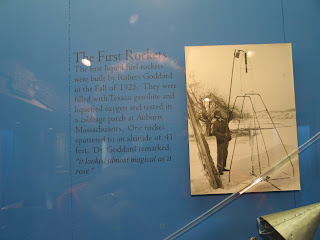 The First Rockets
The first liquid fuel rockets
were built by Robert Goddard
in the Fall of 1925. They were
filled with Texaco gasoline and
liquefied oxygen and tested in
a cabbage patch at Auburn,
Massachusetts. One rocket
sputtered to an altitude of 41
feet. Dr. Goddard remarked,
"it looked almost magical as it
rose."